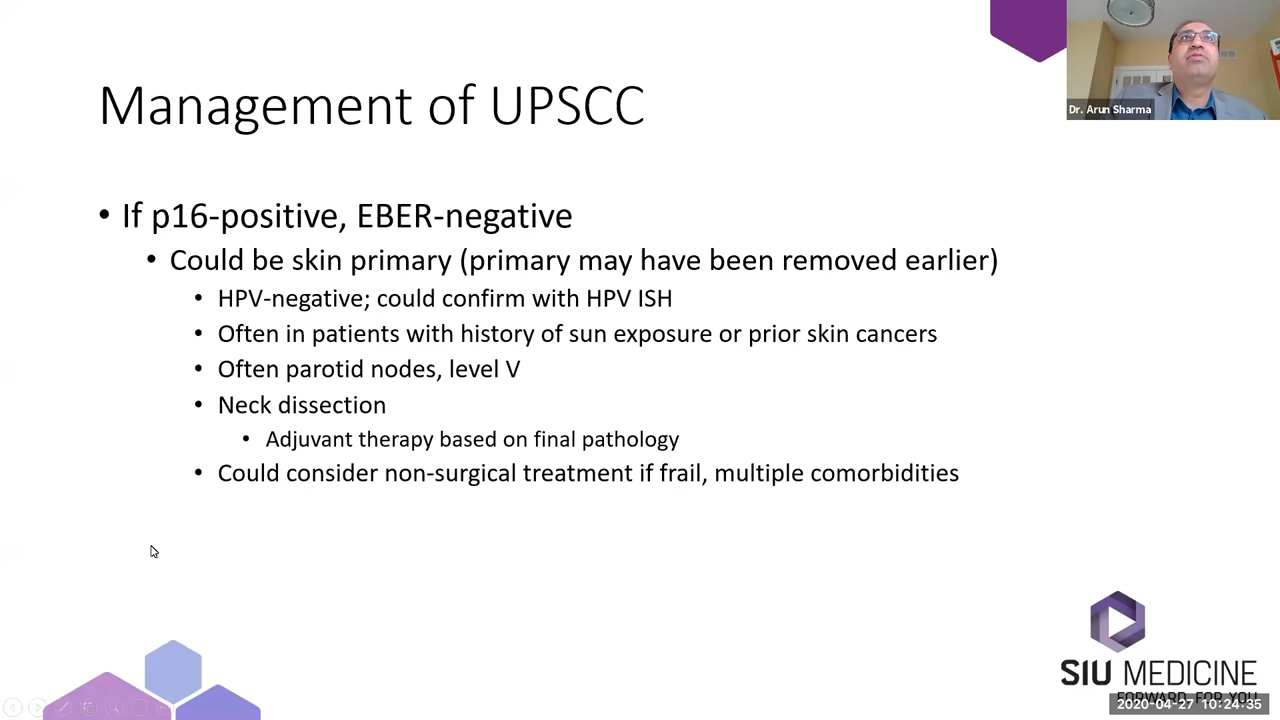 Management of UPSCC
Dr. Arun Sharma
• If p16-positive, EBER-negative
• Could be skin primary (primary may have been removed earlier)
• HPV-negative; could confirm with HPV ISH
• Often in patients with history of sun exposure or prior skin cancers
• Often parotid nodes, level V
• Neck dissection
• Adjuvant therapy based on final pathology
• Could consider non-surgical treatment if frail, multiple comorbidities
SIU MEDICINE
FORWARD FOR YOU
2020-04-27 10:24:35